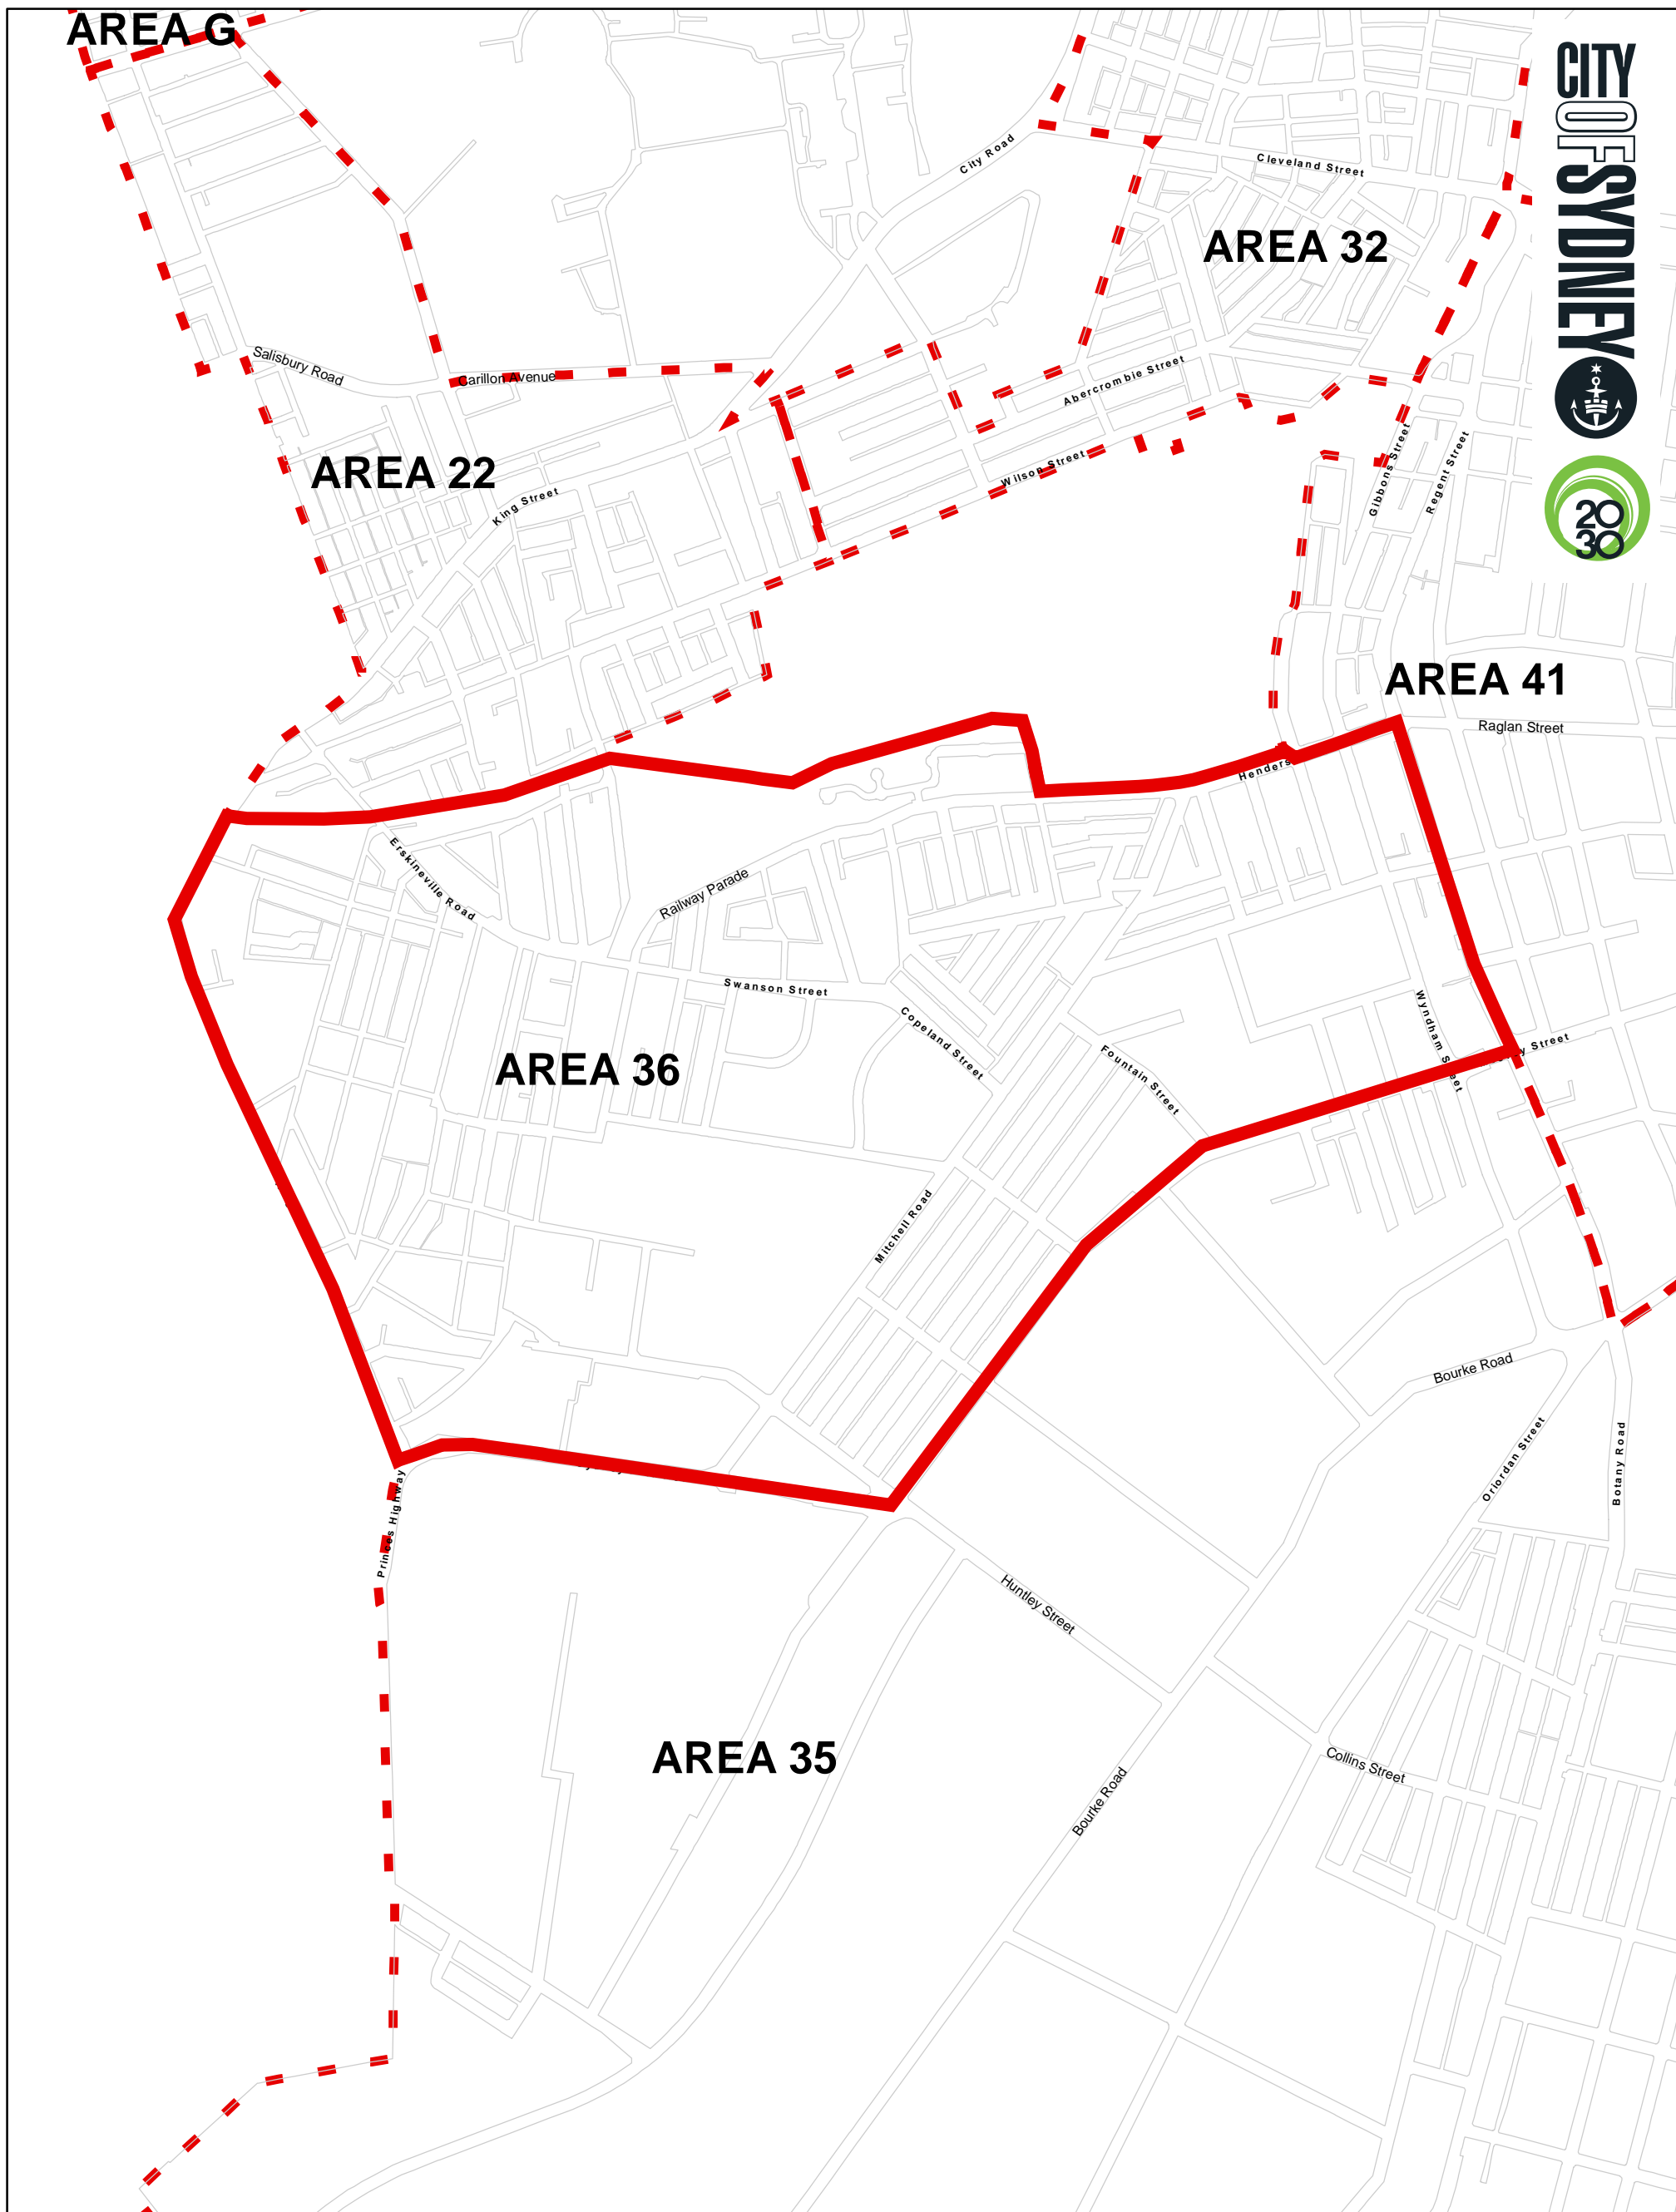 AREA G
CITY OF SYDNEY
2030
City Road
Cleveland Street
AREA 32
Salisbury Road
Carillon Avenue
Abercrombie Street
AREA 22
King Street
Wilson Street
Gibbons Street
Regent Street
AREA 41
Raglan Street
Henders
Erskineville Road
Railway Parade
Swanson Street
Copeland Street
Wyndham S eet
y Street
AREA 36
Fountain Street
Mitchell Road
Bourke Road
Oriordan Street
Botany Road
Princes Highway
Huntley Street
AREA 35
Collins Street
Bourke Road